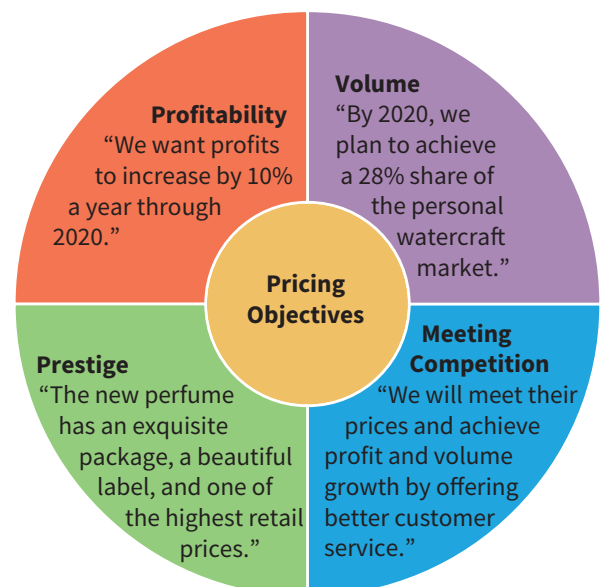 Profitability
“We want profits
to increase by 10%
a year through
2020.”
Volume
“By 2020, we
plan to achieve
a 28% share of
the personal
watercraft
market.”
Pricing
Objectives
Prestige
“The new perfume
has an exquisite
package, a beautiful
label, and one of
the highest retail
prices.”
Meeting
Competition
“We will meet their
prices and achieve
profit and volume
growth by offering
better customer
service.”